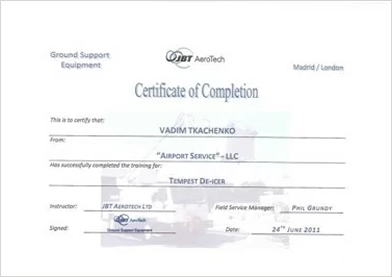 Ground Support
Equipment
JBT AeroTech
Madrid / London
Certificate of Completion
This is to certify that:
VADIM TKACHENKO
From:
"AIRPORT SERVICE" - LLC
Has successfully completed the training for:
TEMPEST DE-ICER
Instructor: JBT AEROTECH LTD
Field Service Manager: PHIL GRUNDY
JBT AeroTech
Ground Support Equipment
Signed:
Date: 24TH JUNE 2011